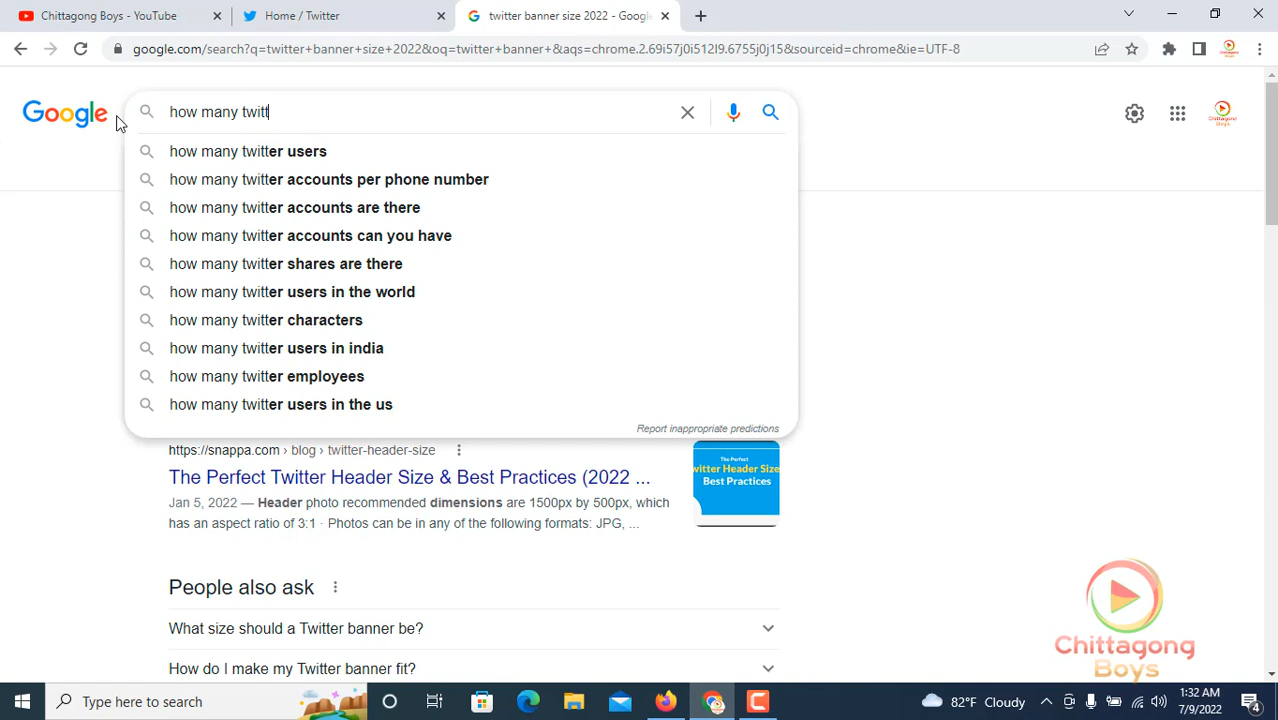 Chittagong Boys - YouTube
Home / Twitter
twitter banner size 2022 - Google
google.com/search?q=twitter+banner+size+2022&oq=twitter+banner+&aqs=chrome.2.69i57j0i512l9.6755j0j15&sourceid=chrome&ie=UTF-8
Google
how many twitt
how many twitter users
how many twitter accounts per phone number
how many twitter accounts are there
how many twitter accounts can you have
how many twitter shares are there
how many twitter users in the world
how many twitter characters
how many twitter users in india
how many twitter employees
how many twitter users in the us
Report inappropriate predictions
https://snappa.com › blog › twitter-header-size
The Perfect Twitter Header Size & Best Practices (2022 ...
Jan 5, 2022 — Header photo recommended dimensions are 1500px by 500px, which
has an aspect ratio of 3:1 · Photos can be in any of the following formats: JPG, ...
The Perfect
witter Header Size
Best Practices
People also ask
What size should a Twitter banner be?
How do I make my Twitter banner fit?
Chittagong
Boys
Type here to search
82°F Cloudy
1:32 AM
7/9/2022
4